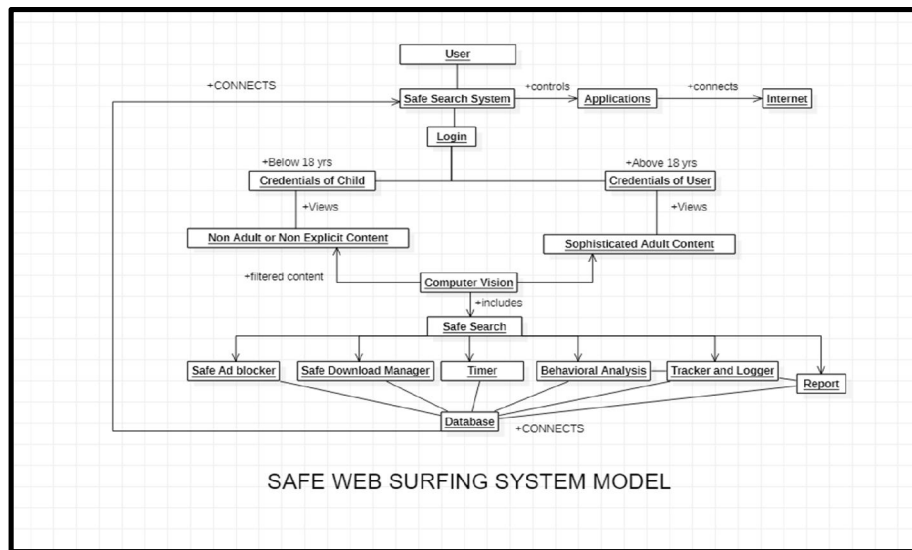 User
+CONNECTS
+controls
+connects
Safe Search System
Applications
Internet
Login
+Below 18 yrs
+Above 18 yrs
Credentials of Child
Credentials of User
+Views
+Views
Non Adult or Non Explicit Content
Sophisticated Adult Content
+filtered content
Computer Vision
+includes
Safe Search
Safe Ad blocker
Safe Download Manager
Timer
Behavioral Analysis
Tracker and Logger
Report
Database
+CONNECTS
SAFE WEB SURFING SYSTEM MODEL